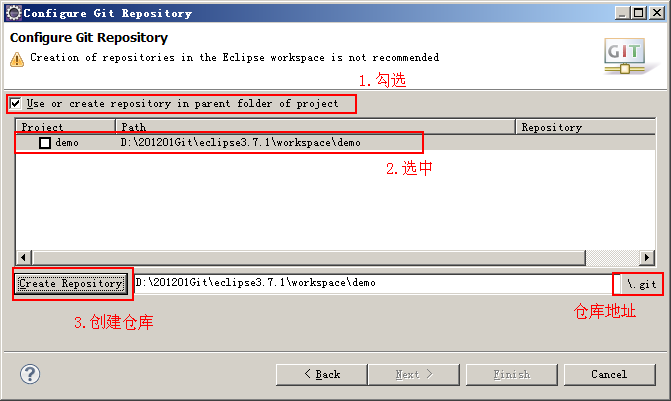 Configure Git Repository
Configure Git Repository
Creation of repositories in the Eclipse workspace is not recommended
GIT
1.勾选
Use or create repository in parent folder of project
Project Path Repository
demo D:\201201Git\eclipse3.7.1\workspace\demo
2.选中
Create Repository D:\201201Git\eclipse3.7.1\workspace\demo \.git
3.创建仓库 仓库地址
? < Back Next > Finish Cancel